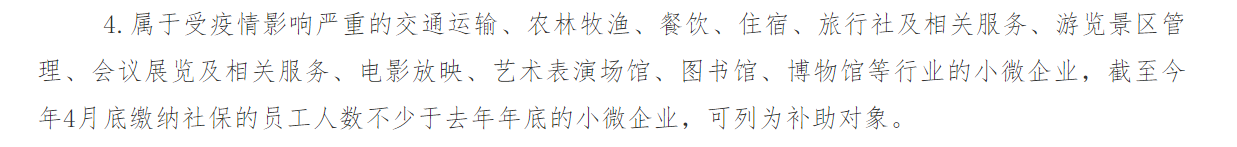 4.属于受疫情影响严重的交通运输、农林牧渔、餐饮、住宿、旅行社及相关服务、游览景区管
理、会议展览及相关服务、电影放映、艺术表演场馆、图书馆、博物馆等行业的小微企业，截至今
年4月底缴纳社保的员工人数不少于去年年底的小微企业，可列为补助对象。